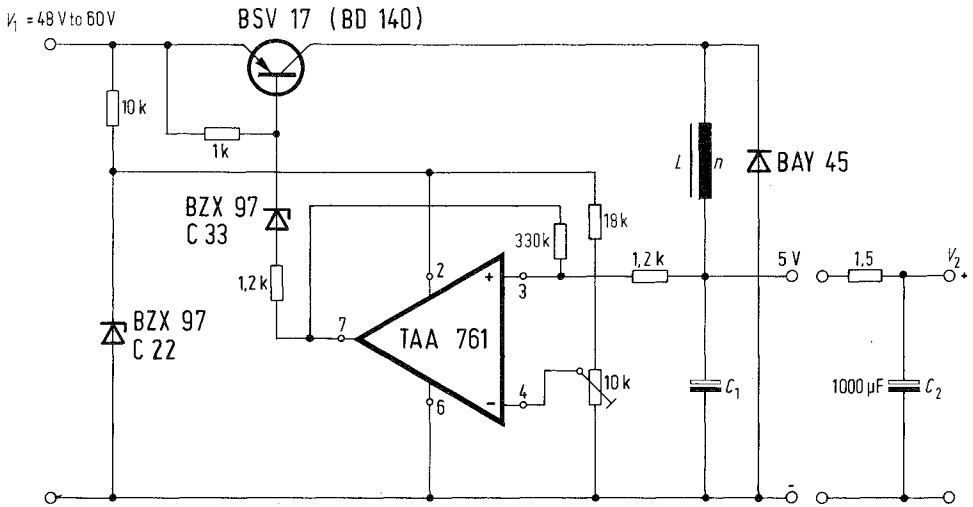 V1 = 48 V to 60 V
BSV 17 (BD 140)
10 k
1 k
L
n
BAY 45
BZX 97
C 33
18 k
330 k
1,2 k
5 V
1,5
V2
+
+
2
3
1,2 k
BZX 97
C 22
7
TAA 761
10 k
4
-
6
C1
1000 µF
C2
-